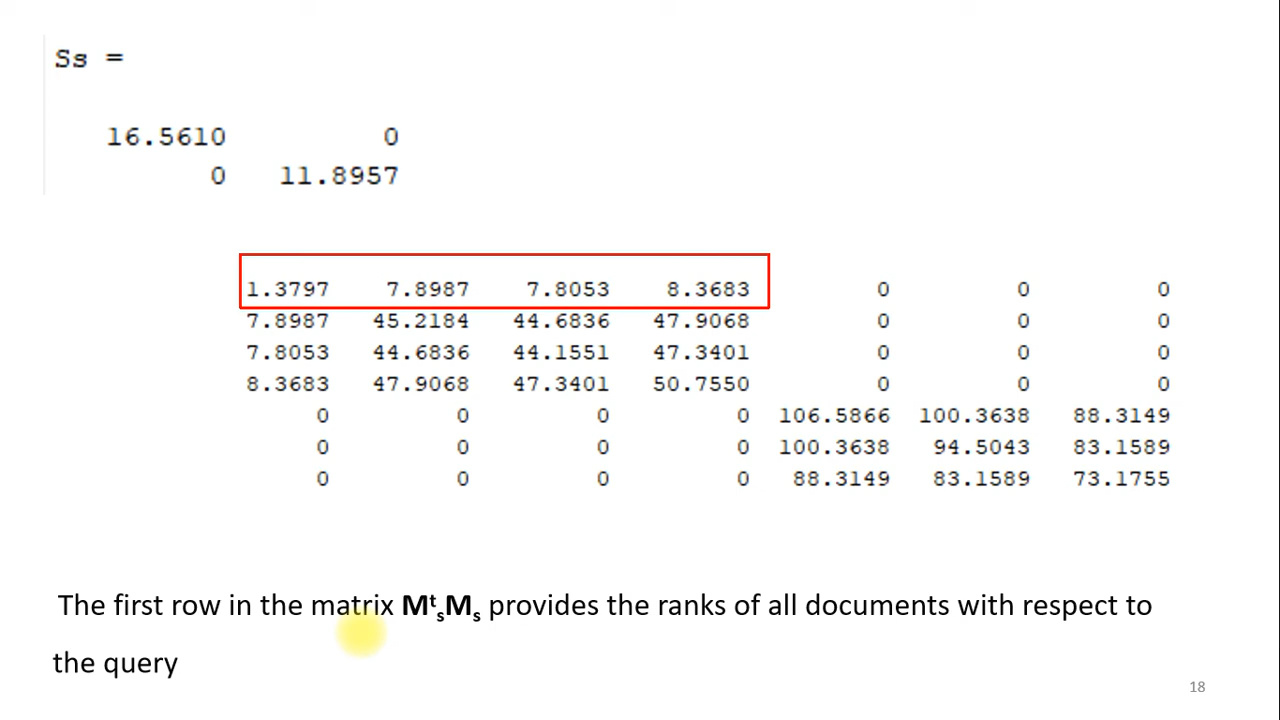 Ss =
16.5610 0
0 11.8957
1.3797 7.8987 7.8053 8.3683 0 0 0
7.8987 45.2184 44.6836 47.9068 0 0 0
7.8053 44.6836 44.1551 47.3401 0 0 0
8.3683 47.9068 47.3401 50.7550 0 0 0
0 0 0 0 106.5866 100.3638 88.3149
0 0 0 0 100.3638 94.5043 83.1589
0 0 0 0 88.3149 83.1589 73.1755
The first row in the matrix MᵗₛMₛ provides the ranks of all documents with respect to
the query
18